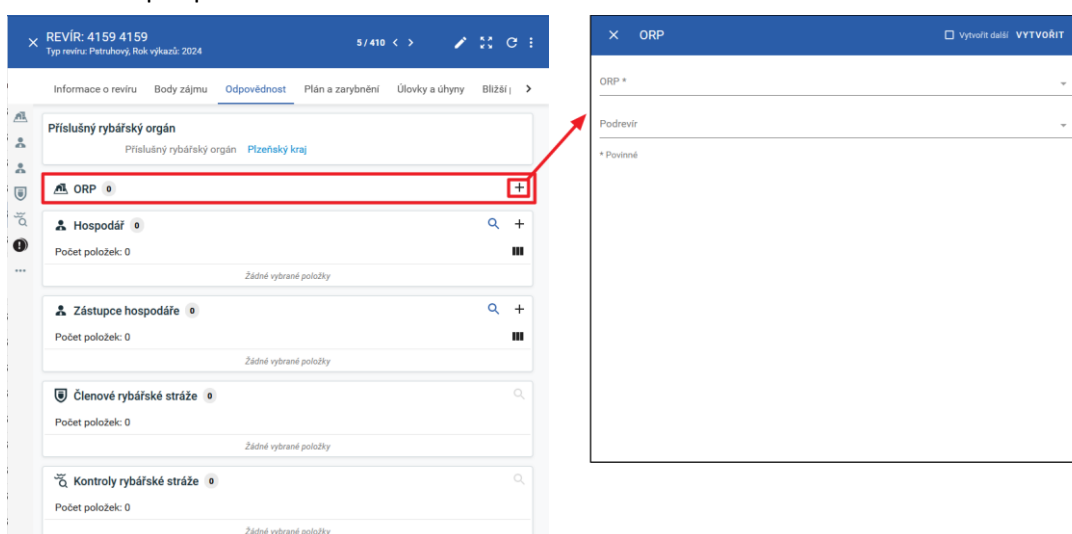 REVÍR: 4159 4159
Typ revíru: Pstruhový, Rok výkazů: 2024
5 / 410
Informace o revíru Body zájmu Odpovědnost Plán a zarybnění Úlovky a úhyny Bližší
Příslušný rybářský orgán
Příslušný rybářský orgán Plzeňský kraj
ORP 0
Hospodář 0
Počet položek: 0
Žádné vybrané položky
Zástupce hospodáře 0
Počet položek: 0
Žádné vybrané položky
Členové rybářské stráže 0
Počet položek: 0
Žádné vybrané položky
Kontroly rybářské stráže 0
Počet položek: 0
Žádné vybrané položky
ORP Vytvořit další VYTVOŘIT
ORP *
Podrevír
* Povinné